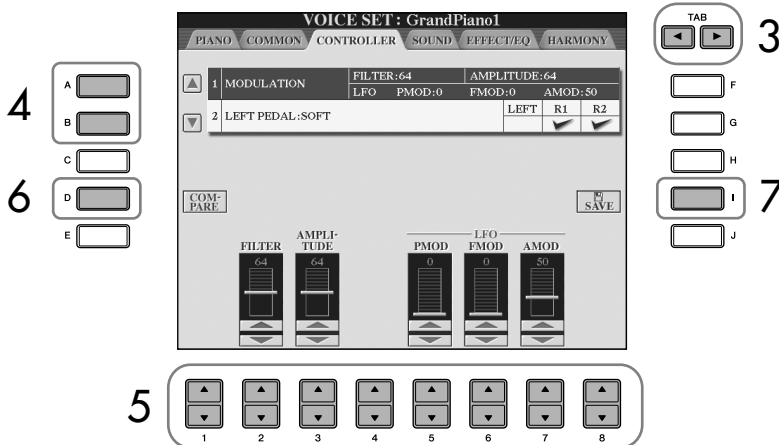 VOICE SET : GrandPiano1
PIANO COMMON CONTROLLER SOUND EFFECT/EQ HARMONY
TAB
3
4
A
B
C
6
D
E
F
G
H
7
I
J
1 MODULATION
FILTER:64 AMPLITUDE:64
LFO PMOD:0 FMOD:0 AMOD:50
2 LEFT PEDAL:SOFT
LEFT R1 R2
COM-
PARE
SAVE
FILTER
AMPLI-
TUDE
LFO
PMOD FMOD AMOD
64 64 0 0 50
5
1 2 3 4 5 6 7 8